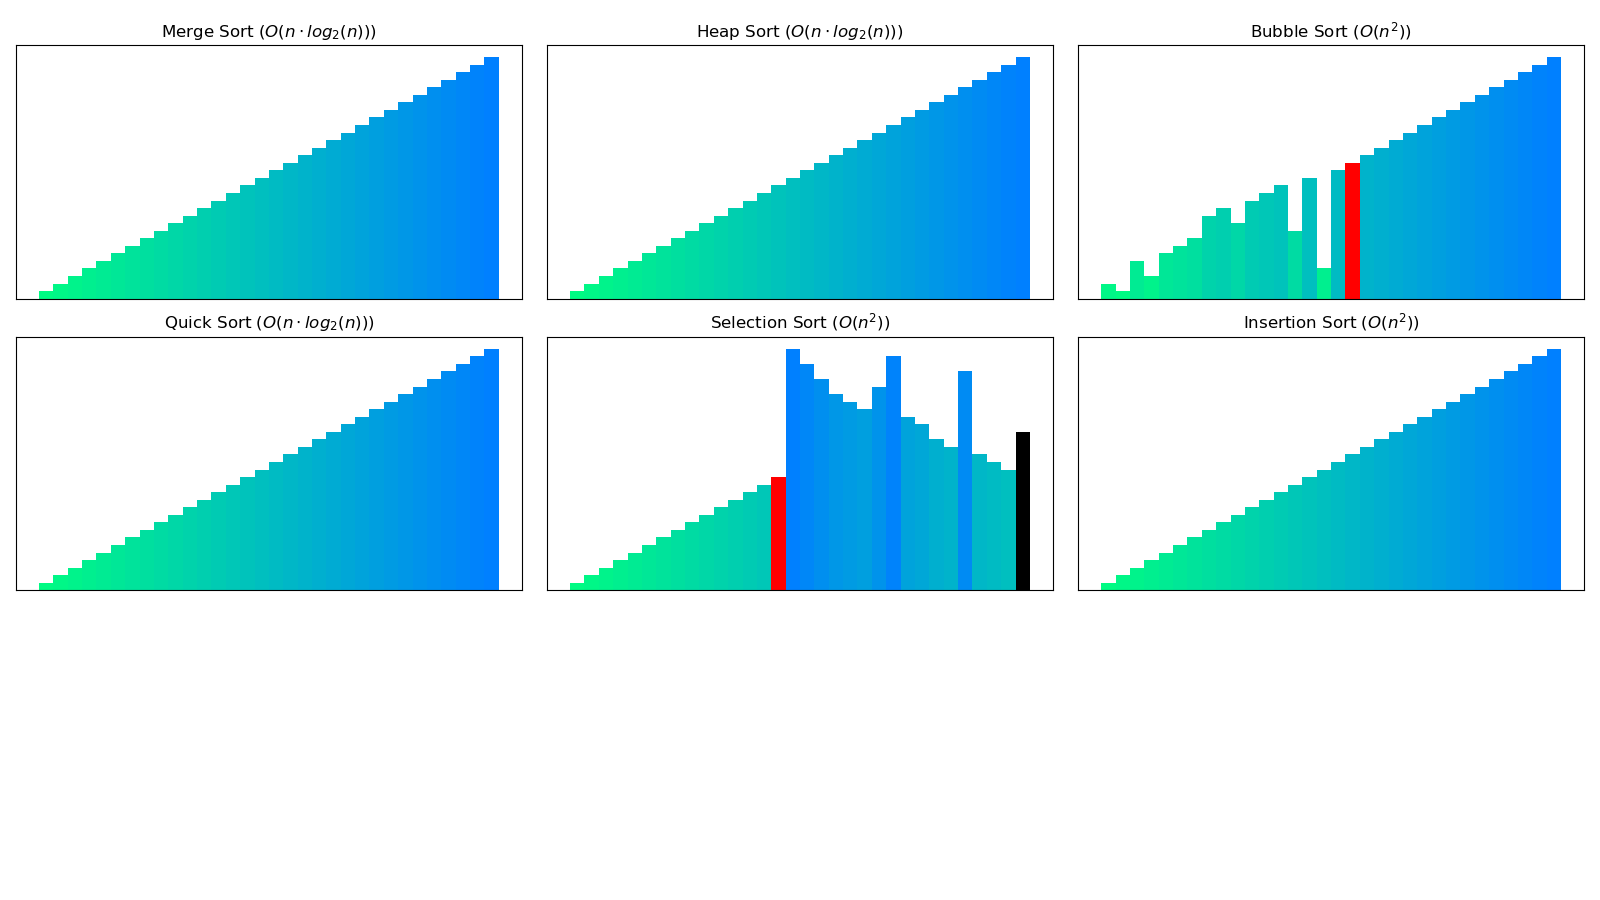 Merge Sort (O(n · log₂(n)))
Heap Sort (O(n · log₂(n)))
Bubble Sort (O(n²))
Quick Sort (O(n · log₂(n)))
Selection Sort (O(n²))
Insertion Sort (O(n²))